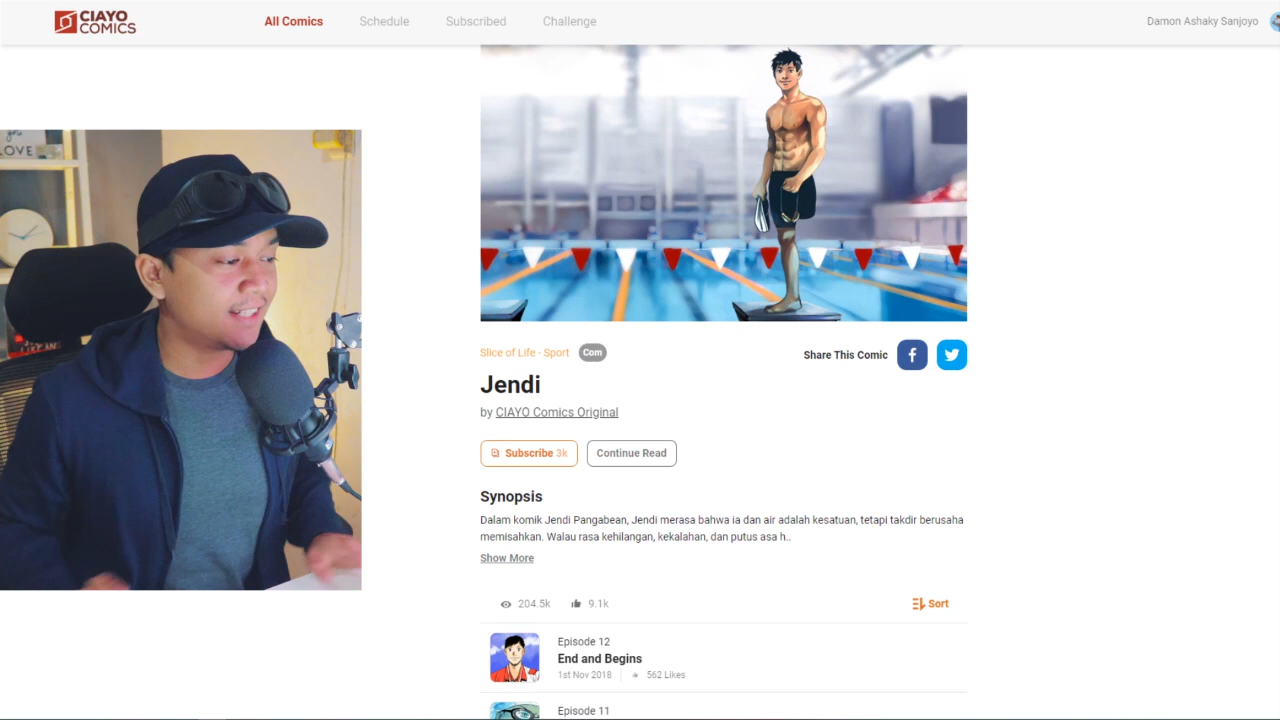 CIAYO
COMICS
All Comics
Schedule
Subscribed
Challenge
Damon Ashaky Sanjoyo
you
LOVE
Slice of Life - Sport
Com
Share This Comic
Jendi
by CIAYO Comics Original
Subscribe 3k
Continue Read
Synopsis
Dalam komik Jendi Pangabean, Jendi merasa bahwa ia dan air adalah kesatuan, tetapi takdir berusaha
memisahkan. Walau rasa kehilangan, kekalahan, dan putus asa h..
Show More
204.5k
9.1k
Sort
Episode 12
End and Begins
1st Nov 2018
562 Likes
Episode 11